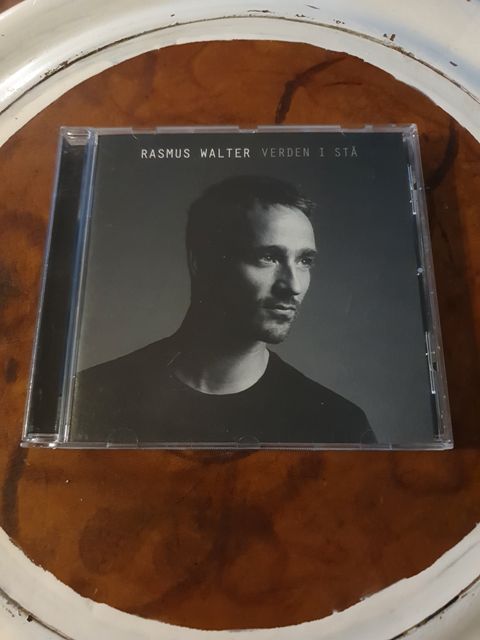 RASMUS WALTER VERDEN I STÅ